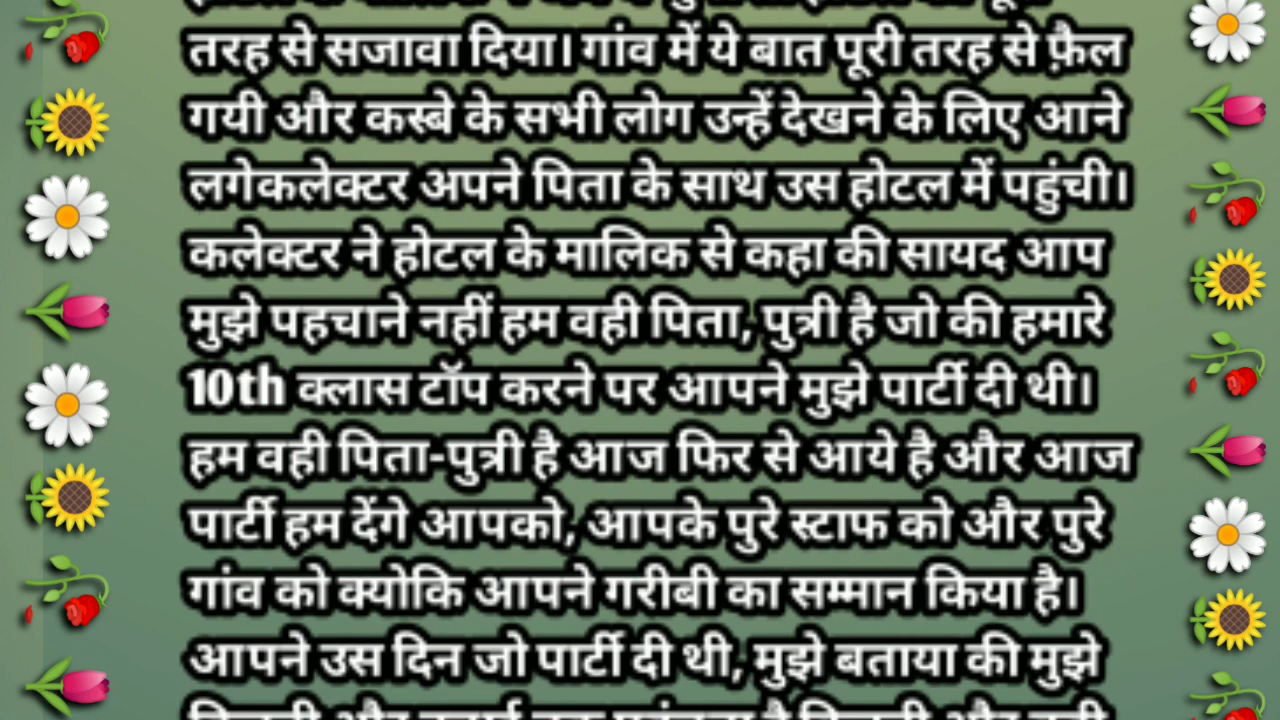 तरह से सजावा दिया। गांव में ये बात पूरी तरह से फ़ैल
गयी और कस्बे के सभी लोग उन्हें देखने के लिए आने
लगेकलेक्टर अपने पिता के साथ उस होटल में पहुंची।
कलेक्टर ने होटल के मालिक से कहा की सायद आप
मुझे पहचाने नहीं हम वही पिता, पुत्री है जो की हमारे
10th क्लास टॉप करने पर आपने मुझे पार्टी दी थी।
हम वही पिता-पुत्री है आज फिर से आये है और आज
पार्टी हम देंगे आपको, आपके पुरे स्टाफ को और पुरे
गांव को क्योकि आपने गरीबी का सम्मान किया है।
आपने उस दिन जो पार्टी दी थी, मुझे बताया की मुझे